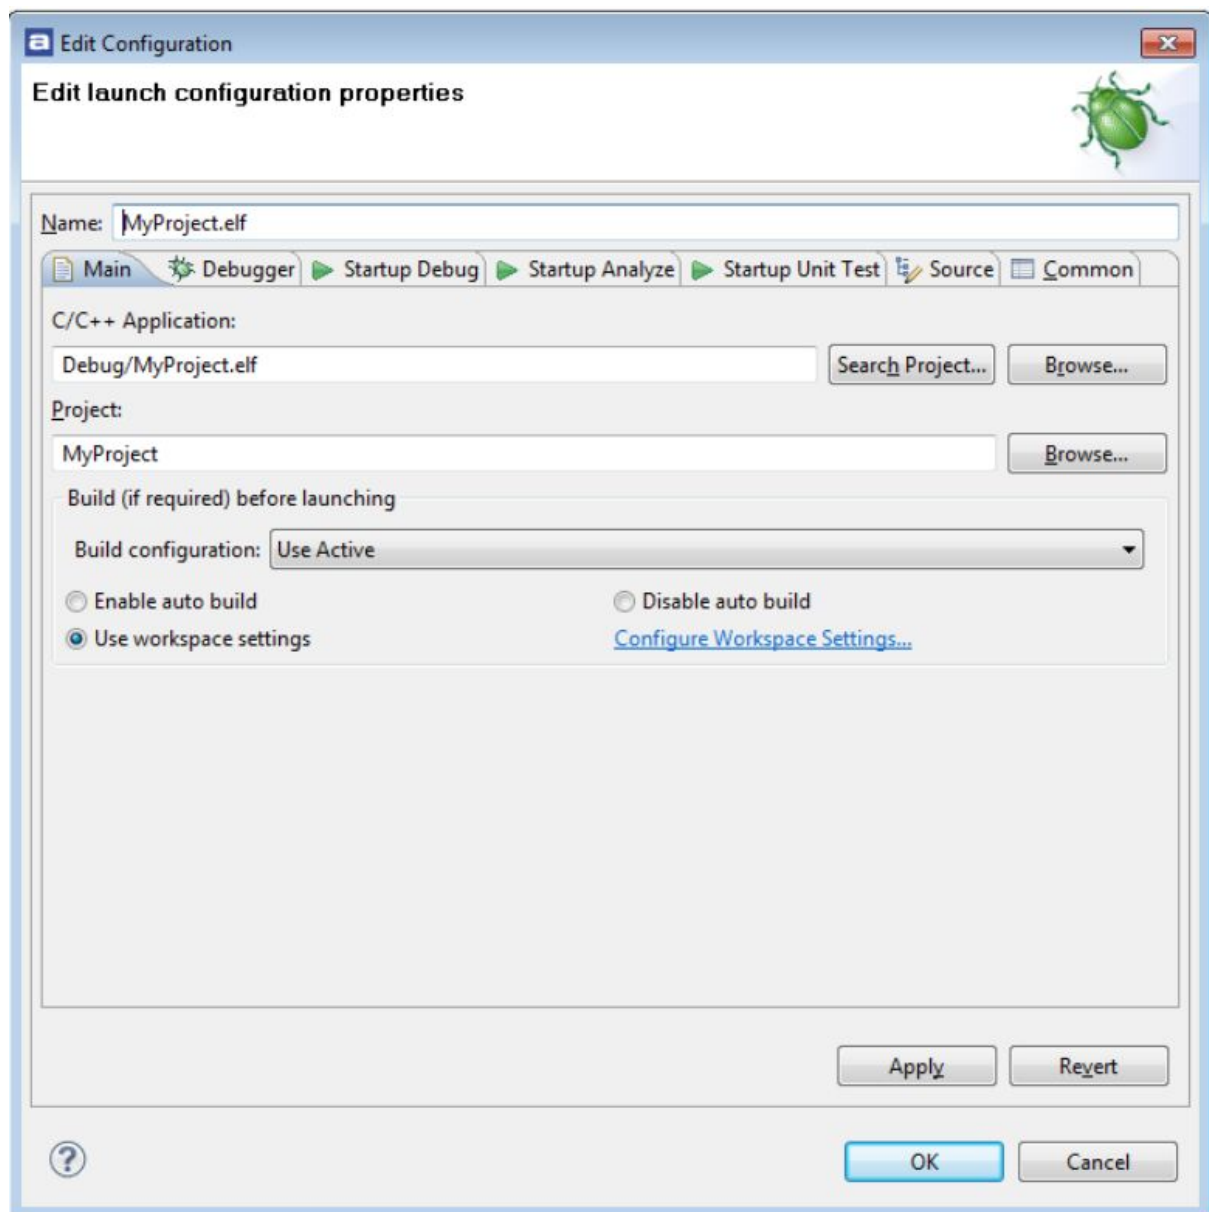 a Edit Configuration
Edit launch configuration properties
Name: MyProject.elf
Main Debugger Startup Debug Startup Analyze Startup Unit Test Source Common
C/C++ Application:
Debug/MyProject.elf Search Project... Browse...
Project:
MyProject Browse...
Build (if required) before launching
Build configuration: Use Active
Enable auto build Disable auto build
Use workspace settings Configure Workspace Settings...
Apply Revert
? OK Cancel